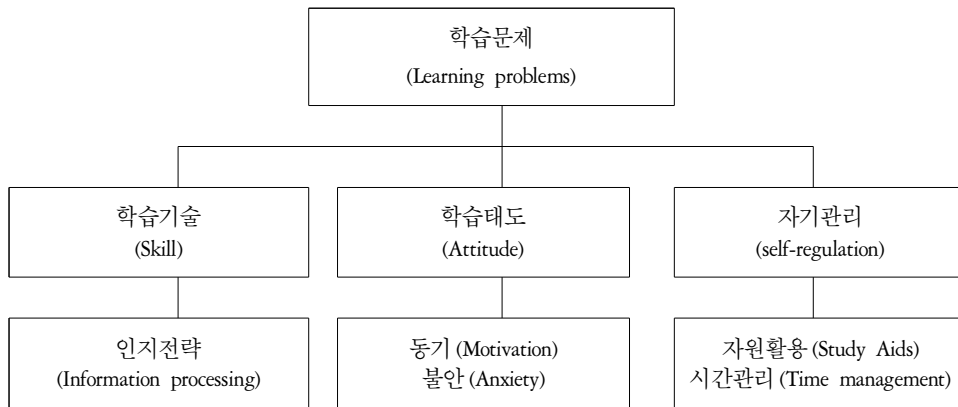 학습문제
(Learning problems)
학습기술
(Skill)
학습태도
(Attitude)
자기관리
(self-regulation)
인지전략
(Information processing)
동기 (Motivation)
불안 (Anxiety)
자원활용 (Study Aids)
시간관리 (Time management)